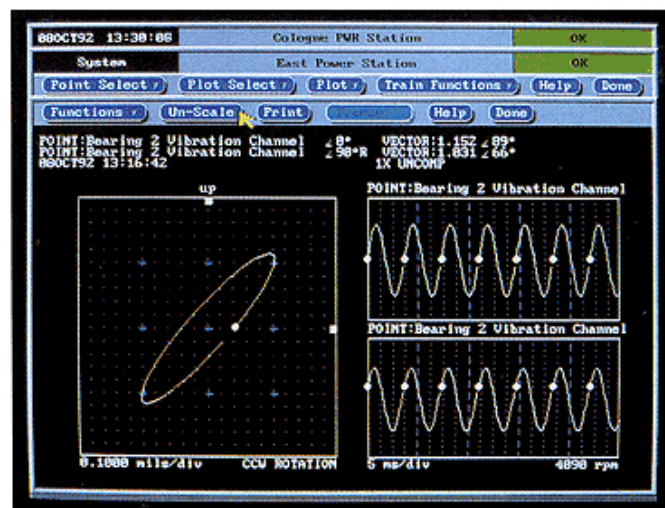 08OCT92 13:30:06 Cologne PWR Station OK
System East Power Station OK
Point Select Plot Select Plot Train Functions Help Done
Functions Un-Scale Print Help Done
POINT:Bearing 2 Vibration Channel ∠0° VECTOR:1.152 ∠89°
POINT:Bearing 2 Vibration Channel ∠90°R VECTOR:1.031 ∠66°
08OCT92 13:16:42 1X UNCOMP
up
POINT:Bearing 2 Vibration Channel
POINT:Bearing 2 Vibration Channel
0.1000 mils/div CCW ROTATION
5 ms/div 4890 rpm